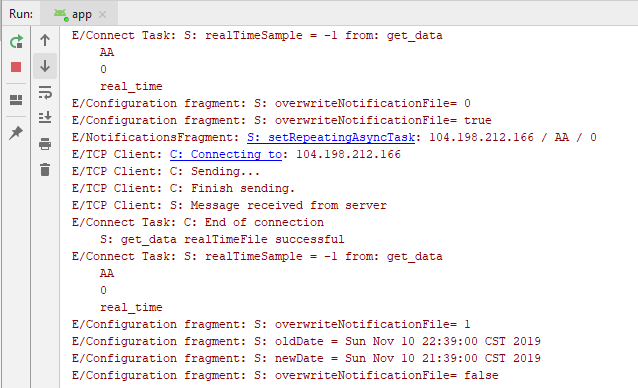 Run: app
E/Connect Task: S: realTimeSample = -1 from: get_data
AA
0
real_time
E/Configuration fragment: S: overwriteNotificationFile= 0
E/Configuration fragment: S: overwriteNotificationFile= true
E/NotificationsFragment: S: setRepeatingAsyncTask: 104.198.212.166 / AA / 0
E/TCP Client: C: Connecting to: 104.198.212.166
E/TCP Client: C: Sending...
E/TCP Client: C: Finish sending.
E/TCP Client: S: Message received from server
E/Connect Task: C: End of connection
S: get_data realTimeFile successful
E/Connect Task: S: realTimeSample = -1 from: get_data
AA
0
real_time
E/Configuration fragment: S: overwriteNotificationFile= 1
E/Configuration fragment: S: oldDate = Sun Nov 10 22:39:00 CST 2019
E/Configuration fragment: S: newDate = Sun Nov 10 21:39:00 CST 2019
E/Configuration fragment: S: overwriteNotificationFile= false